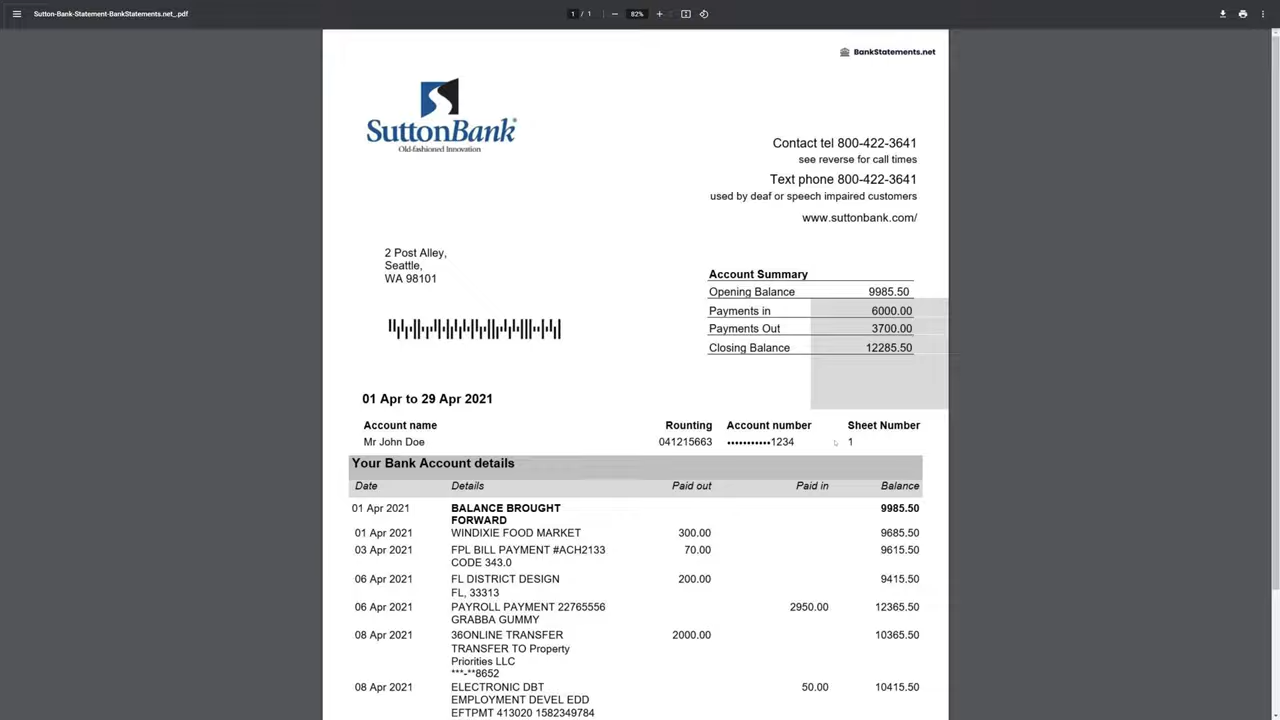 Sutton-Bank-Statement-BankStatements.net_.pdf
1 / 1
82%
BankStatements.net
SuttonBank®
Old-fashioned Innovation
Contact tel 800-422-3641
see reverse for call times
Text phone 800-422-3641
used by deaf or speech impaired customers
www.suttonbank.com/
2 Post Alley,
Seattle,
WA 98101
Account Summary
Opening Balance 9985.50
Payments in 6000.00
Payments Out 3700.00
Closing Balance 12285.50
01 Apr to 29 Apr 2021
Account name Rounting Account number Sheet Number
Mr John Doe 041215663 •••••••••••1234 1
Your Bank Account details
Date Details Paid out Paid in Balance
01 Apr 2021 BALANCE BROUGHT 9985.50
FORWARD
01 Apr 2021 WINDIXIE FOOD MARKET 300.00 9685.50
03 Apr 2021 FPL BILL PAYMENT #ACH2133 70.00 9615.50
CODE 343.0
06 Apr 2021 FL DISTRICT DESIGN 200.00 9415.50
FL, 33313
06 Apr 2021 PAYROLL PAYMENT 22765556 2950.00 12365.50
GRABBA GUMMY
08 Apr 2021 36ONLINE TRANSFER 2000.00 10365.50
TRANSFER TO Property
Priorities LLC
***-**8652
08 Apr 2021 ELECTRONIC DBT 50.00 10415.50
EMPLOYMENT DEVEL EDD
EFTPMT 413020 1582349784